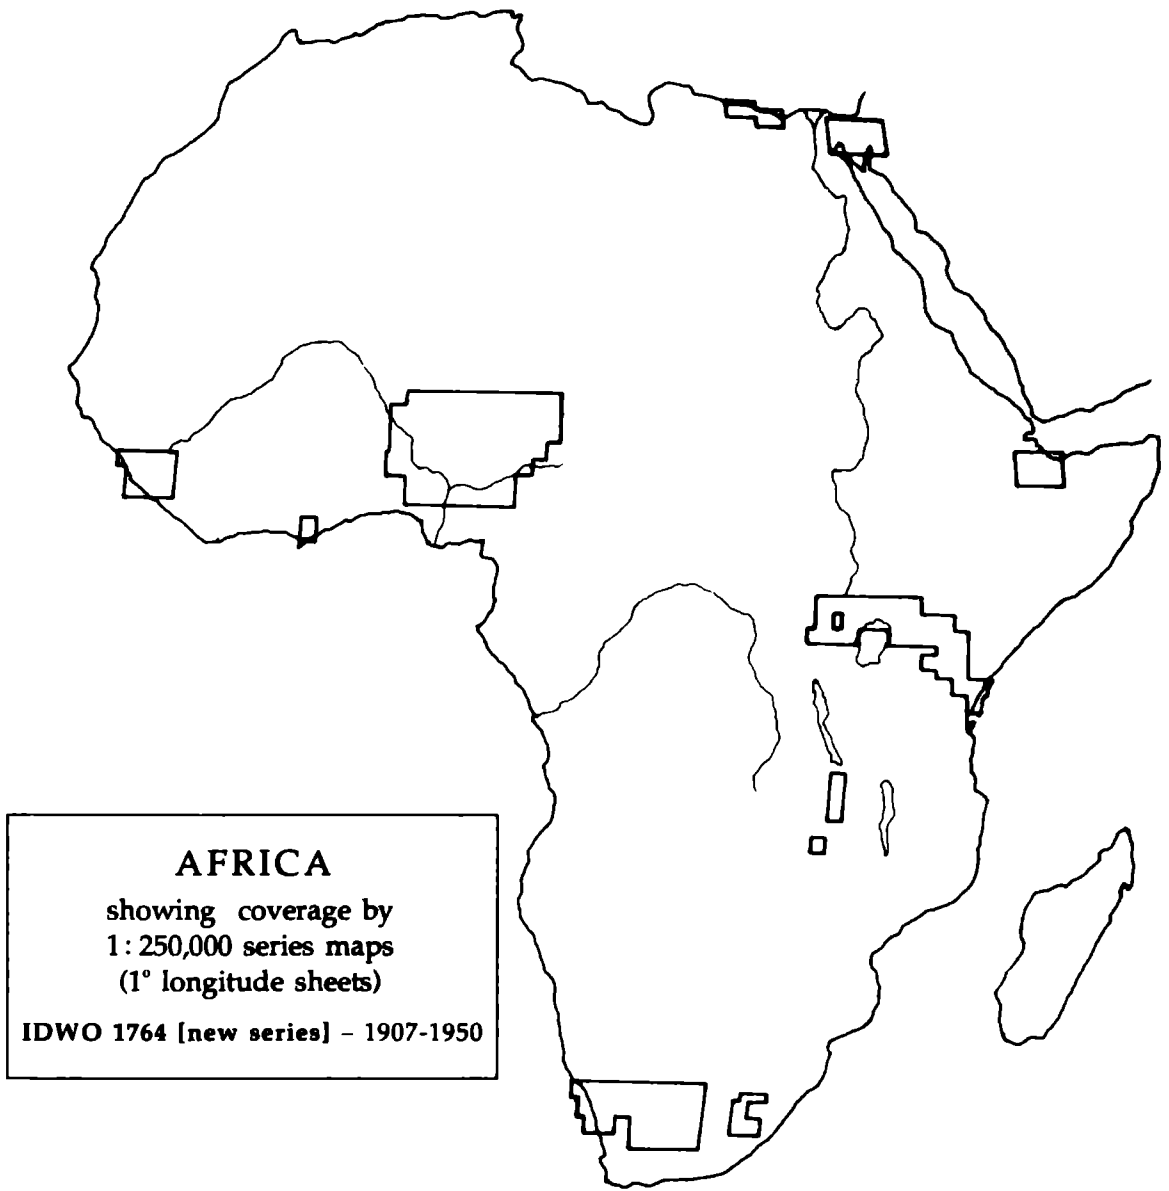 AFRICA
showing coverage by
1: 250,000 series maps
(1° longitude sheets)
IDWO 1764 [new series] – 1907-1950